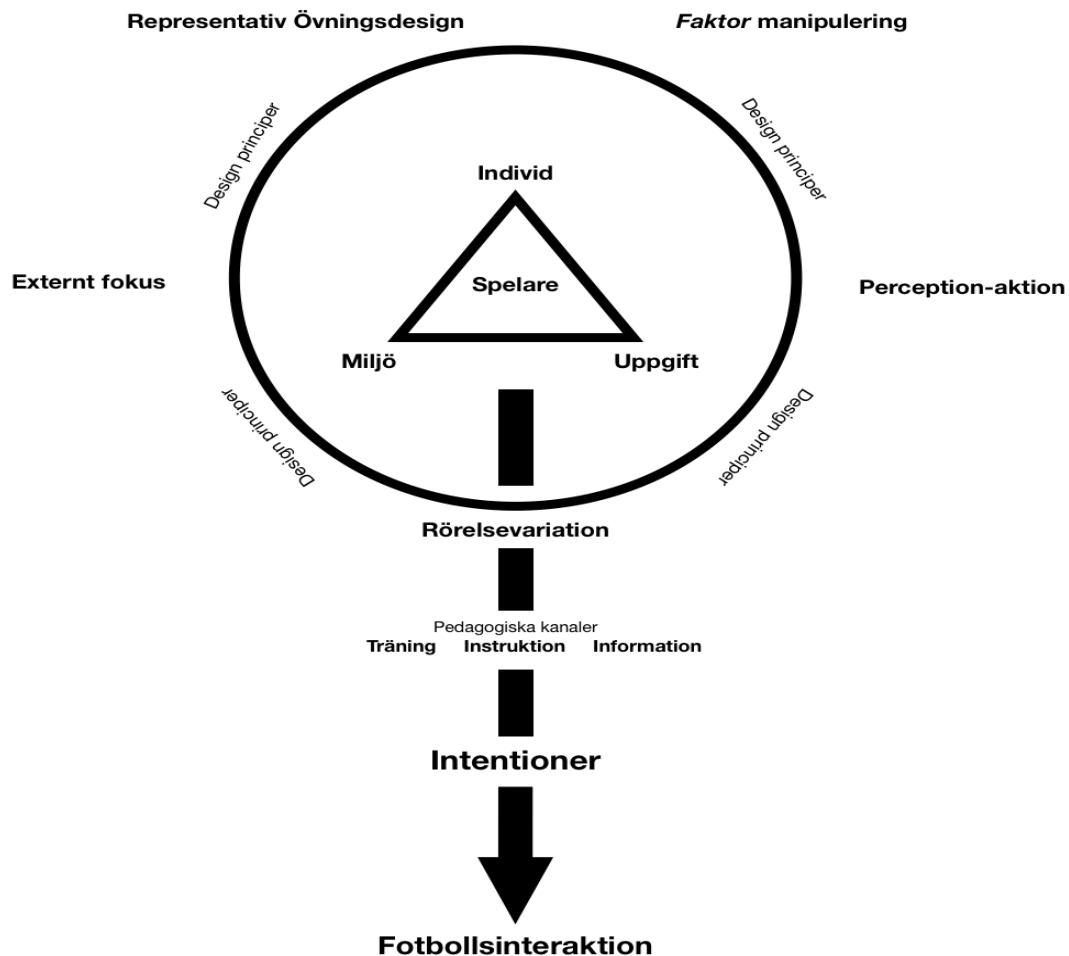 Representativ Övningsdesign
Faktor manipulering
Design principer
Design principer
Individ
Externt fokus
Spelare
Perception-aktion
Miljö
Uppgift
Design principer
Design principer
Rörelsevariation
Pedagogiska kanaler
Träning Instruktion Information
Intentioner
Fotbollsinteraktion